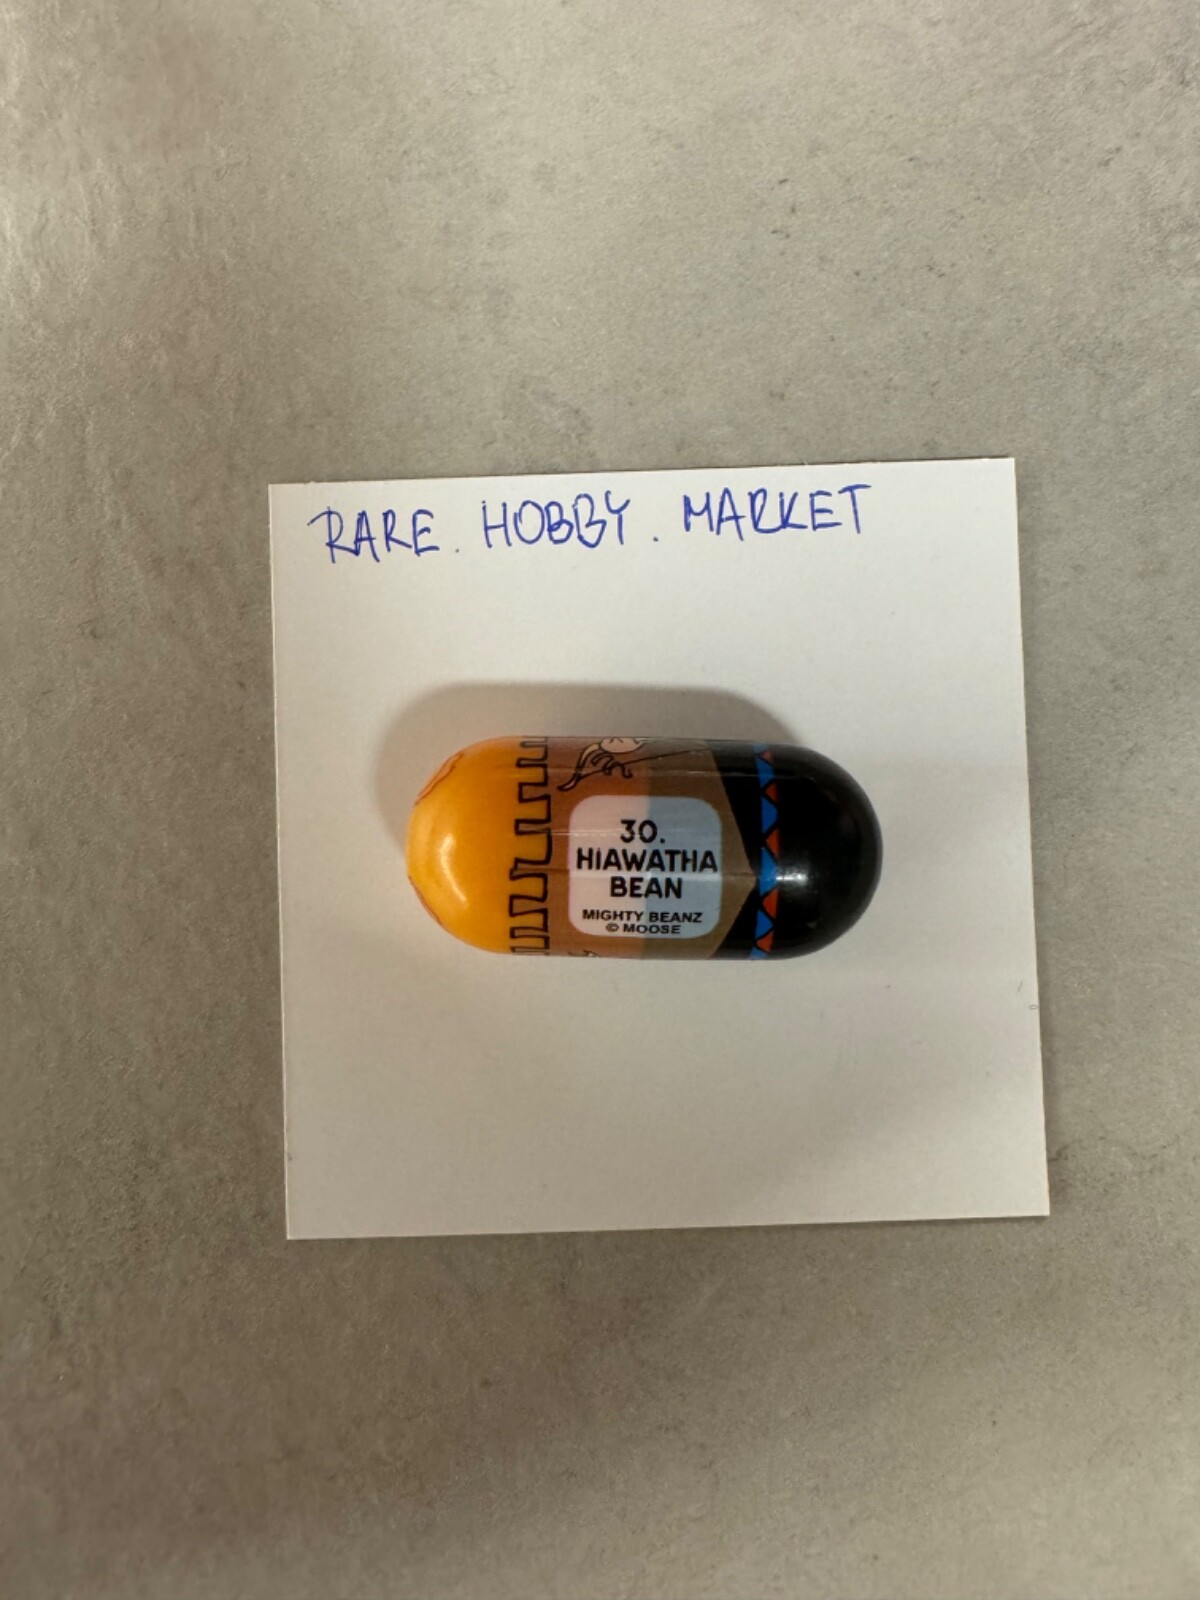 RARE. HOBBY. MARKET
30.
HIAWATHA
BEAN
MIGHTY BEANZ
© MOOSE